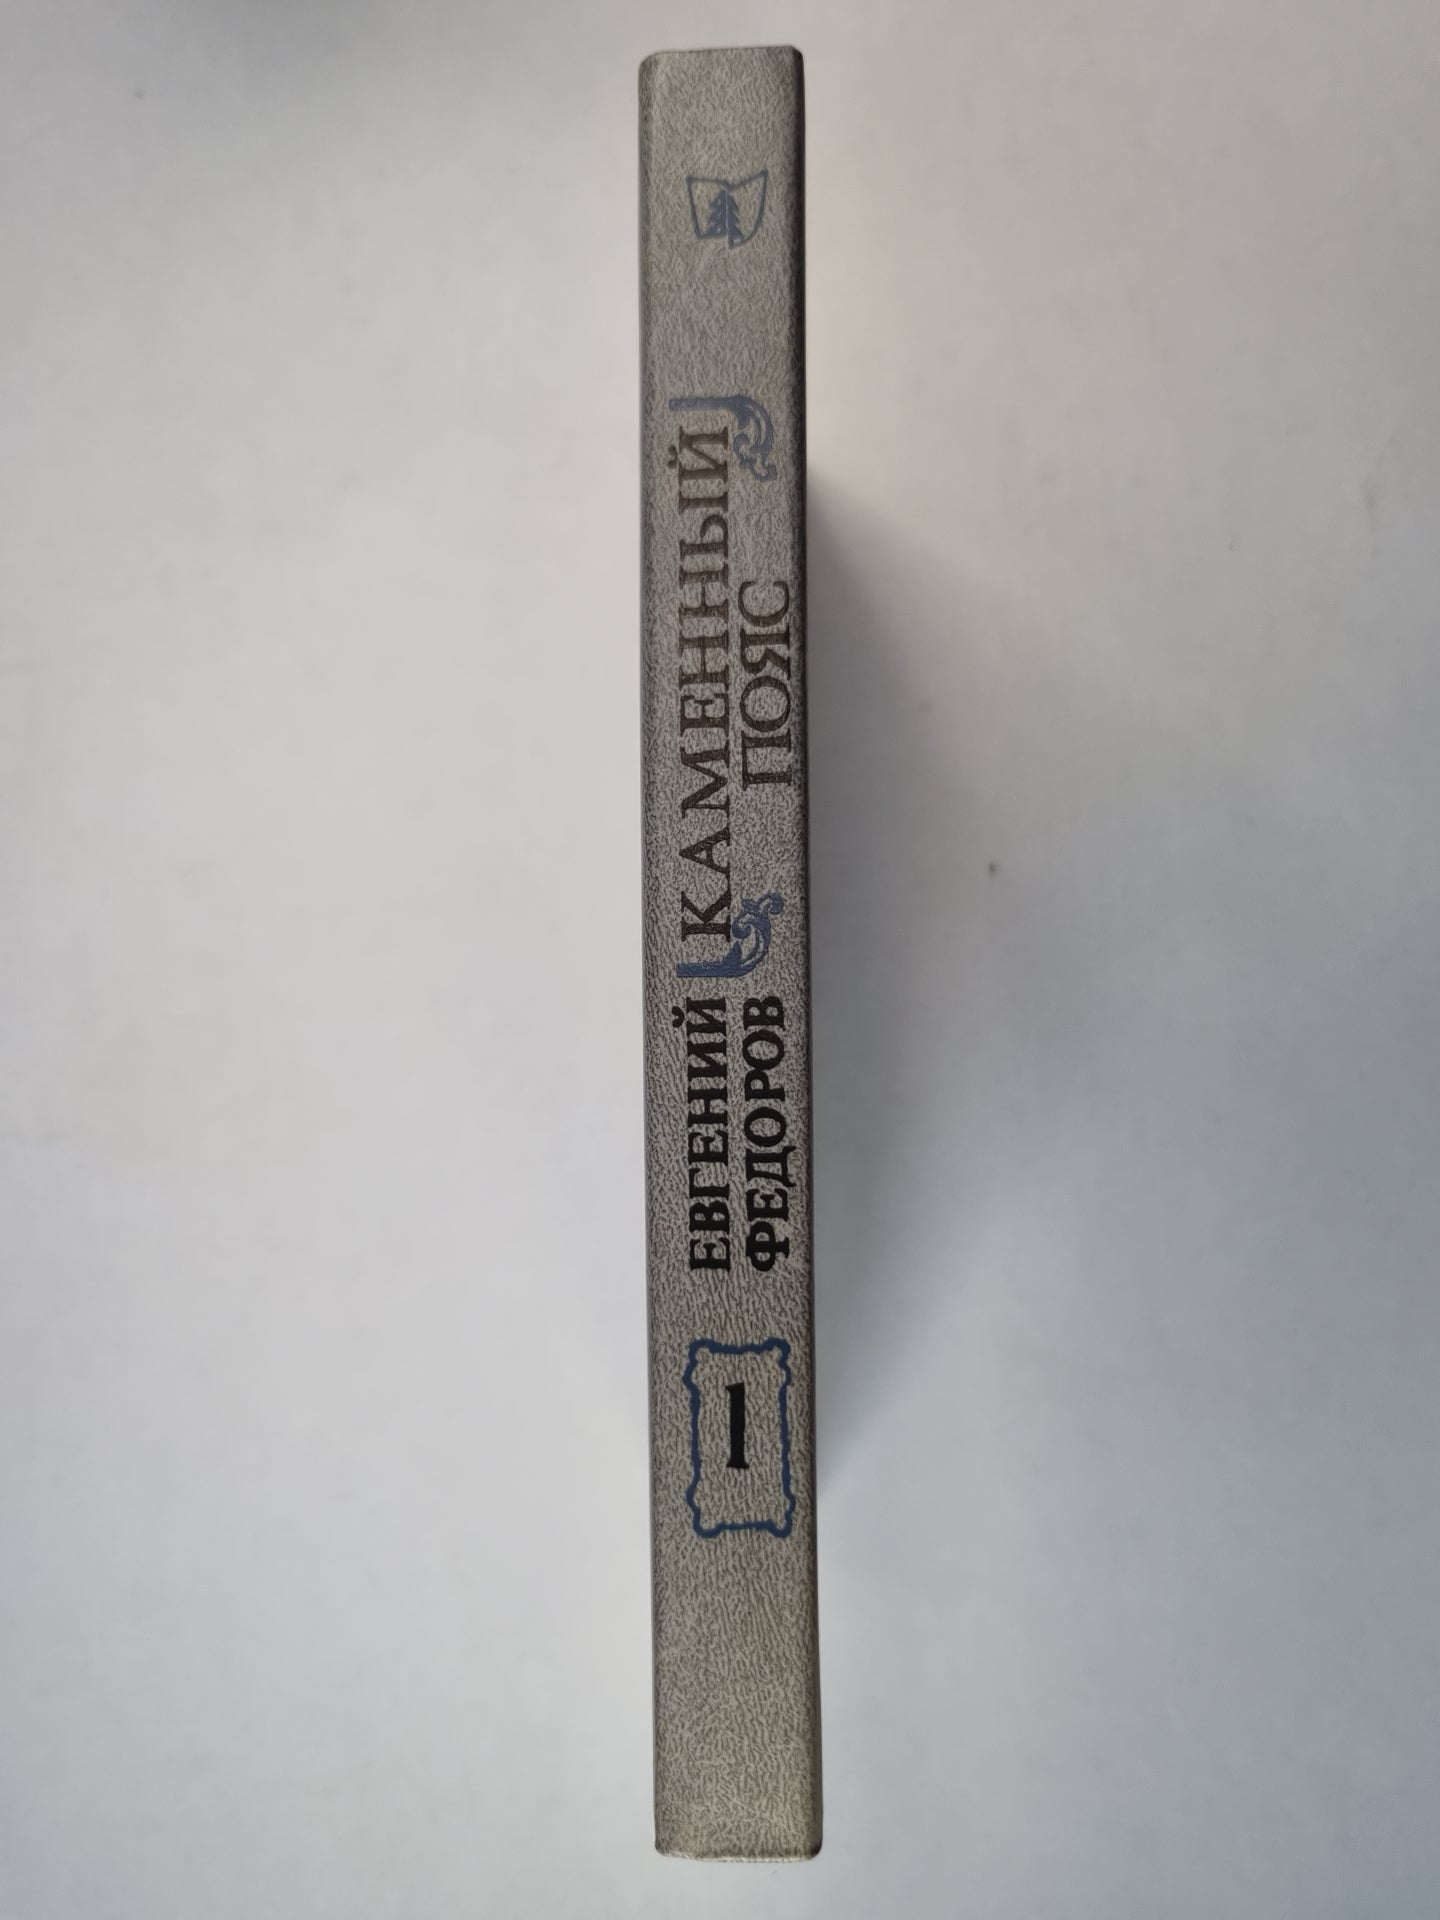 1
ЕВГЕНИЙ
ФЕДОРОВ
КАМЕННЫЙ
ПОЯС